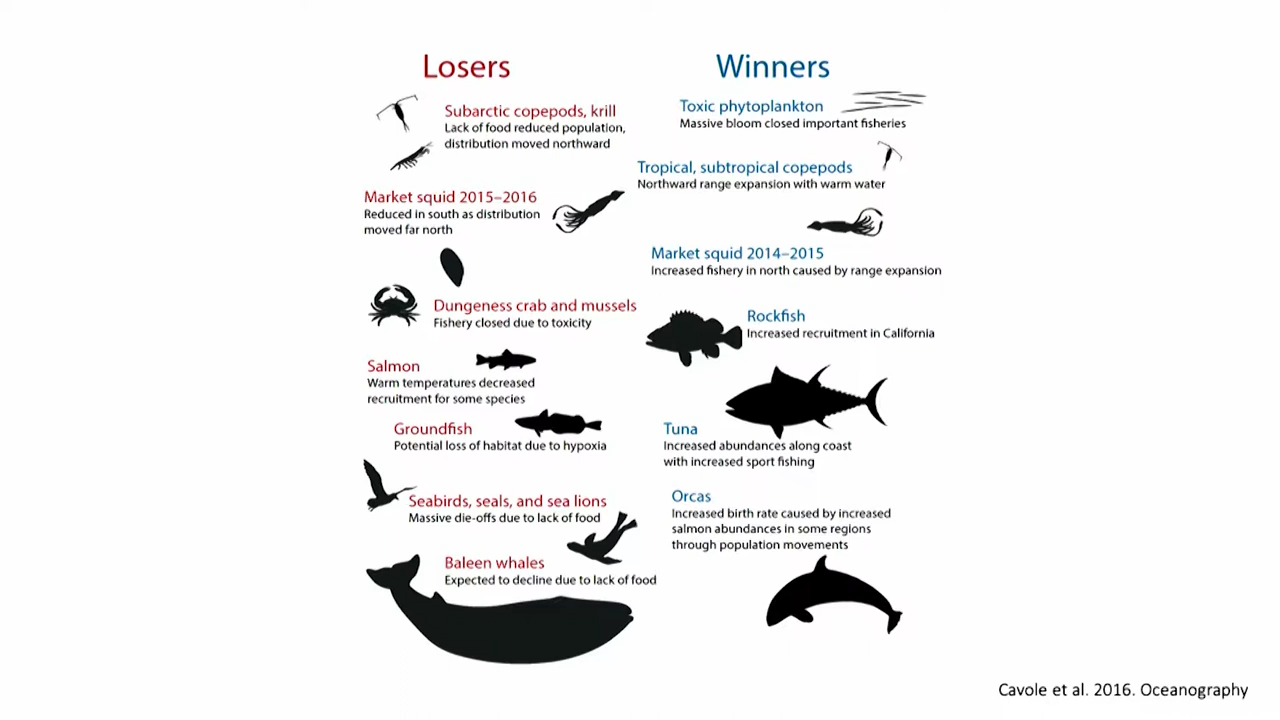 Losers
Subarctic copepods, krill
Lack of food reduced population,
distribution moved northward
Market squid 2015–2016
Reduced in south as distribution
moved far north
Dungeness crab and mussels
Fishery closed due to toxicity
Salmon
Warm temperatures decreased
recruitment for some species
Groundfish
Potential loss of habitat due to hypoxia
Seabirds, seals, and sea lions
Massive die-offs due to lack of food
Baleen whales
Expected to decline due to lack of food
Winners
Toxic phytoplankton
Massive bloom closed important fisheries
Tropical, subtropical copepods
Northward range expansion with warm water
Market squid 2014–2015
Increased fishery in north caused by range expansion
Rockfish
Increased recruitment in California
Tuna
Increased abundances along coast
with increased sport fishing
Orcas
Increased birth rate caused by increased
salmon abundances in some regions
through population movements
Cavole et al. 2016. Oceanography